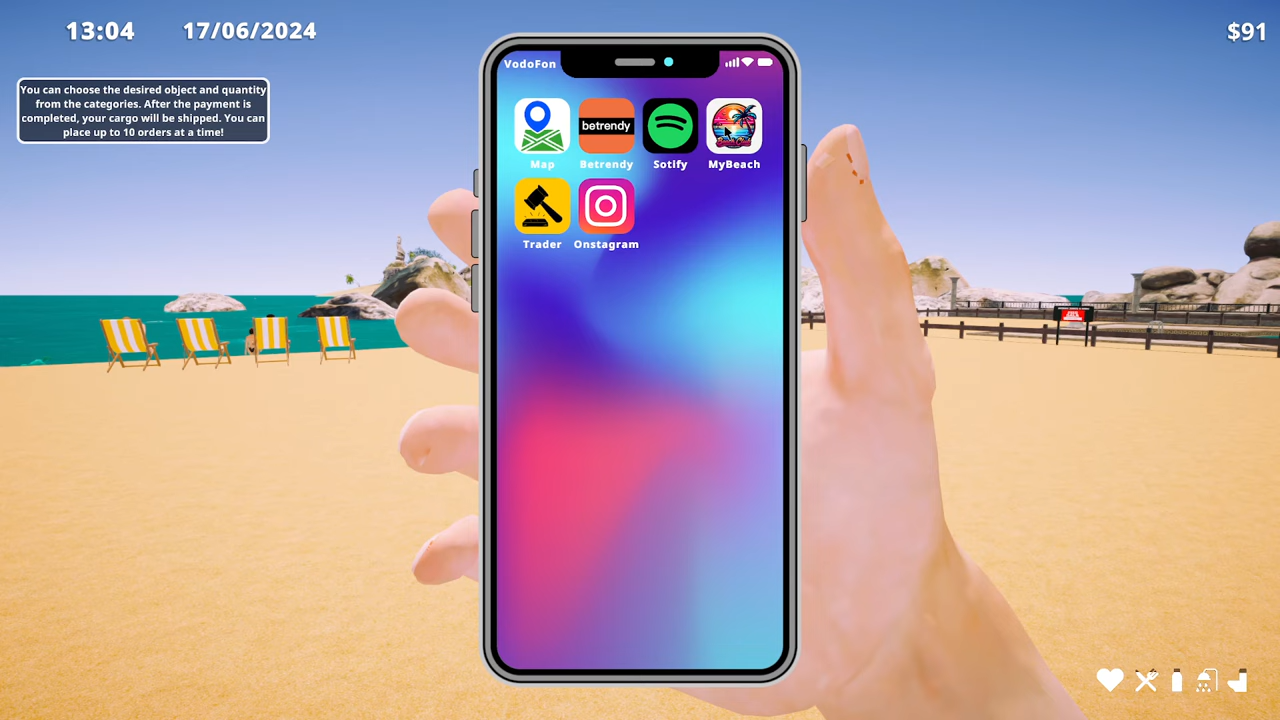 13:04
17/06/2024
$91
You can choose the desired object and quantity
from the categories. After the payment is
completed, your cargo will be shipped. You can
place up to 10 orders at a time!
VodoFon
betrendy
Map
Betrendy
Sotify
MyBeach
Trader
Onstagram